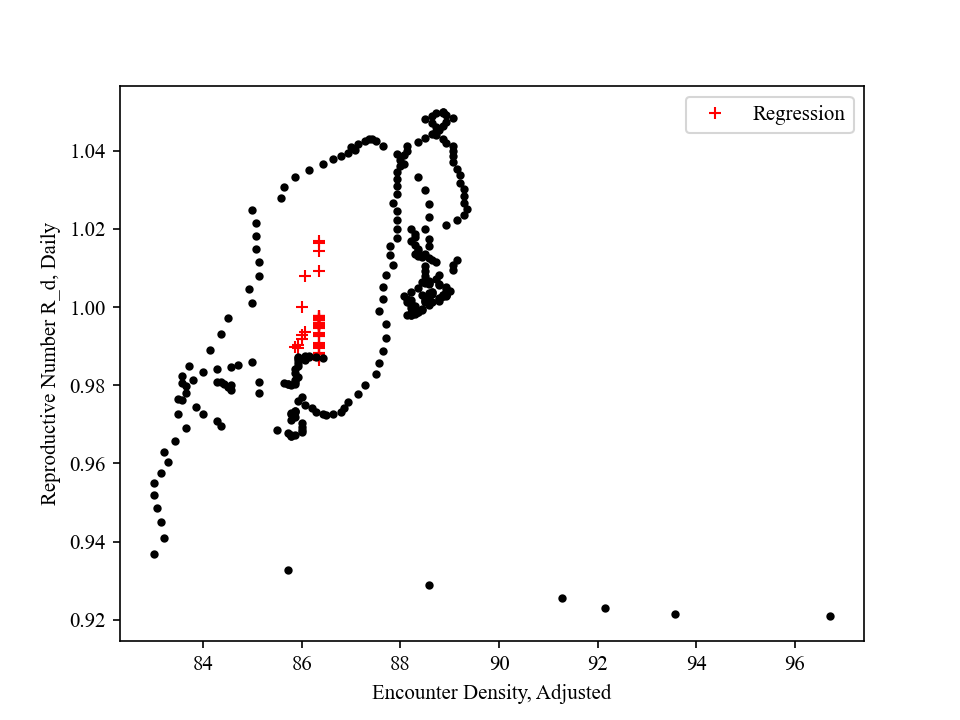 Regression
1.04
1.02
1.00
0.98
0.96
0.94
0.92
Reproductive Number R_d, Daily
84 86 88 90 92 94 96
Encounter Density, Adjusted